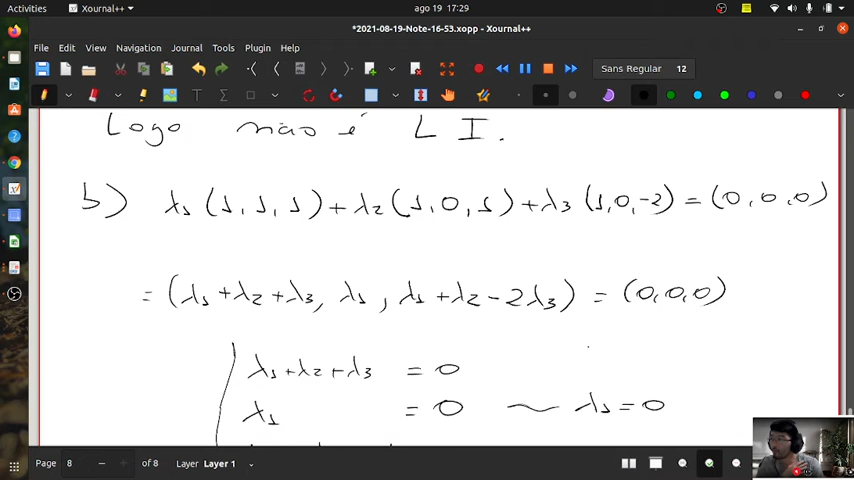 Activities Xournal++ ago 19 17:29
*2021-08-19-Note-16-53.xopp - Xournal++
File Edit View Navigation Journal Tools Plugin Help
Sans Regular 12
Logo não é L I.
b) λ1 (1, 1, 1) + λ2 (1, 0, 1) + λ3 (1, 0, -2) = (0, 0, 0)
= (λ1 + λ2 + λ3, λ1, λ1 + λ2 - 2λ3) = (0, 0, 0)
λ1 + λ2 + λ3 = 0
λ1 = 0 ~ λ1 = 0
Page 8 of 8 Layer Layer 1